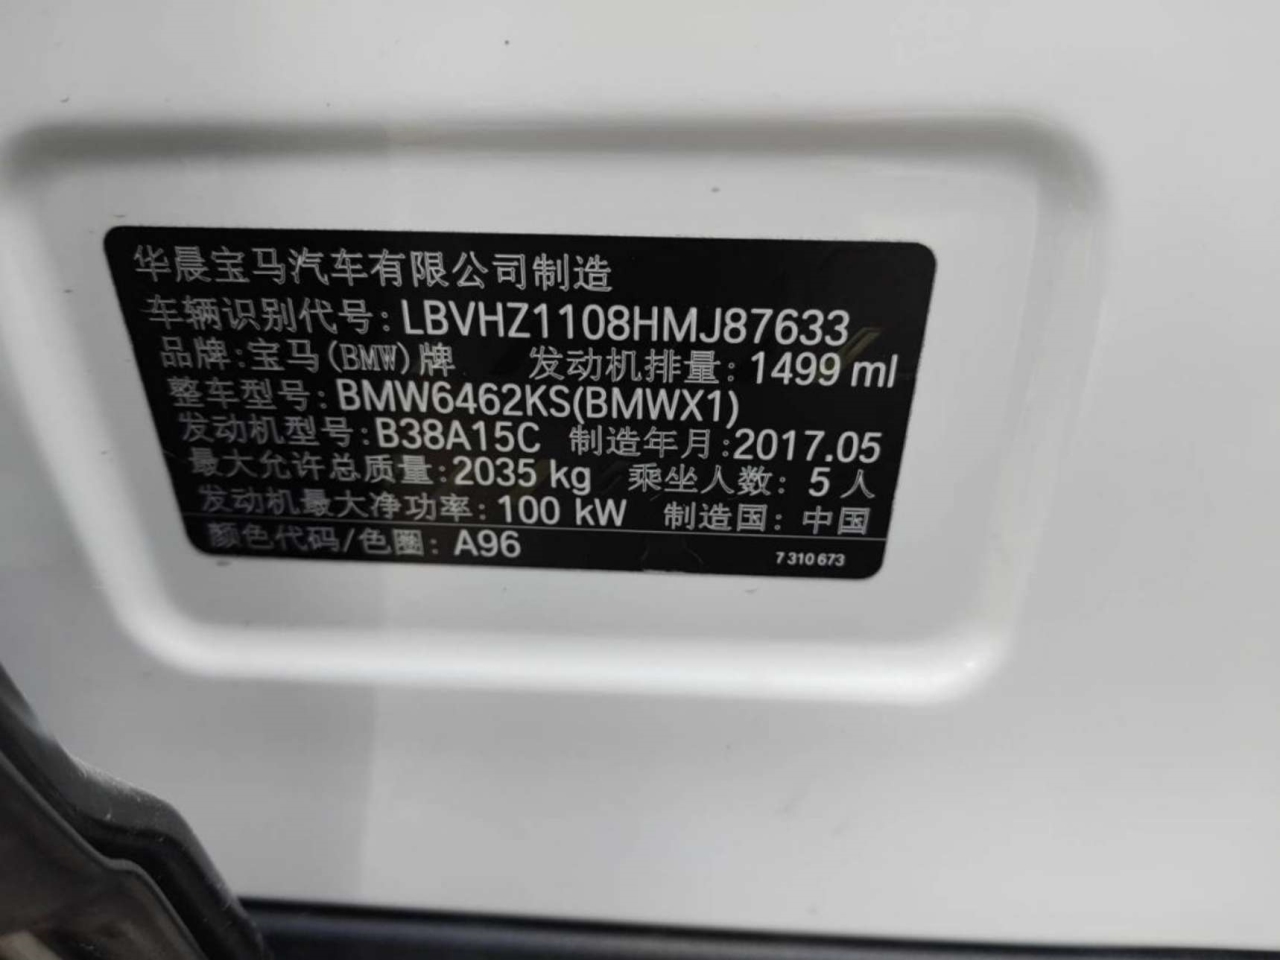 华晨宝马汽车有限公司制造
车辆识别代号: LBVHZ1108HMJ87633
品牌:宝马(BMW)牌 发动机排量: 1499 ml
整车型号: BMW6462KS(BMWX1)
发动机型号: B38A15C 制造年月:2017.05
最大允许总质量: 2035 kg 乘坐人数: 5 人
发动机最大净功率: 100 kW 制造国: 中国
颜色代码/色圈: A96 7 310 673